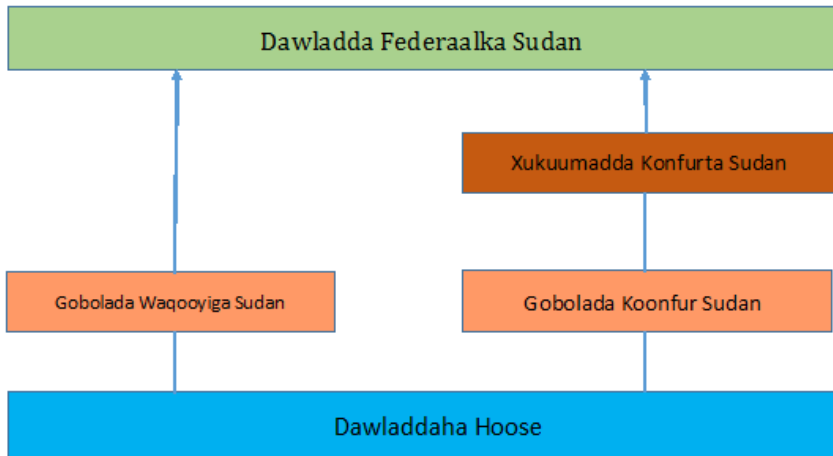 Dawladda Federaalka Sudan
Xukuumadda Konfurta Sudan
Gobolada Waqooyiga Sudan
Gobolada Koonfur Sudan
Dawladdaha Hoose